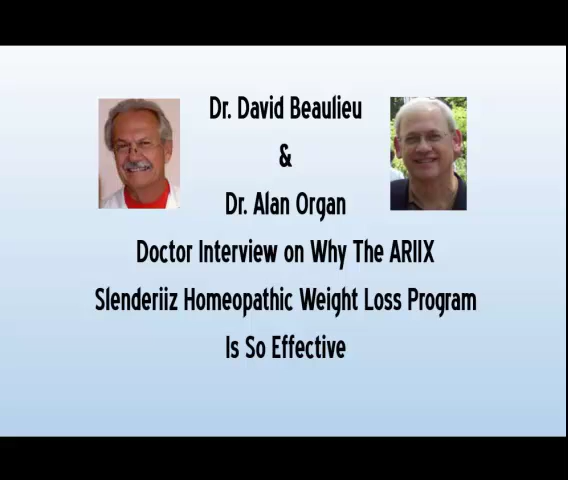 Dr. David Beaulieu
&
Dr. Alan Organ
Doctor Interview on Why The ARIIX
Slenderiiz Homeopathic Weight Loss Program
Is So Effective